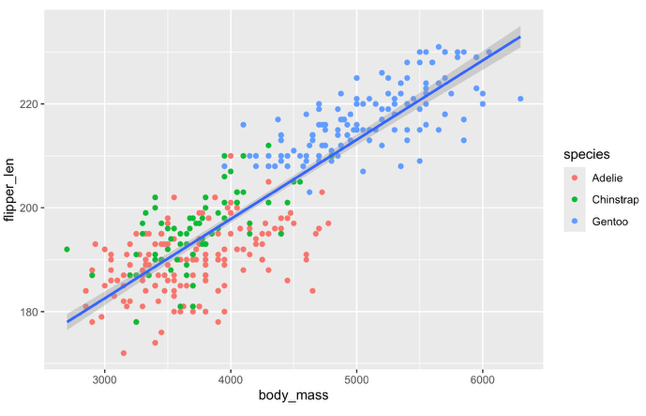 220
200
180
flipper_len
3000 4000 5000 6000
body_mass
species
Adelie
Chinstrap
Gentoo